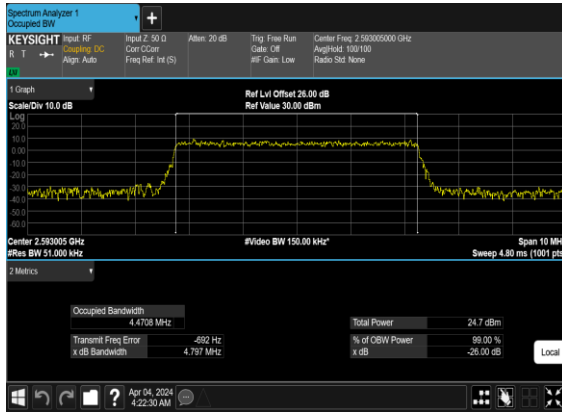 Spectrum Analyzer 1
Occupied BW
+
KEYSIGHT
R T
LXI
Input: RF
Coupling: DC
Align: Auto
Input Z: 50 Ω
Corr CCorr
Freq Ref: Int (S)
Atten: 20 dB
Trig: Free Run
Gate: Off
#IF Gain: Low
Center Freq: 2.593005000 GHz
Avg|Hold: 100/100
Radio Std: None
1 Graph
Scale/Div 10.0 dB
Ref Lvl Offset 26.00 dB
Ref Value 30.00 dBm
Log
20.0
10.0
0.00
-10.0
-20.0
-30.0
-40.0
-50.0
-60.0
Center 2.593005 GHz
#Res BW 51.000 kHz
#Video BW 150.00 kHz*
Span 10 MH
Sweep 4.80 ms (1001 pts
2 Metrics
Occupied Bandwidth
4.4708 MHz
Transmit Freq Error -692 Hz
x dB Bandwidth 4.797 MHz
Total Power 24.7 dBm
% of OBW Power 99.00 %
x dB -26.00 dB
Local
?
Apr 04, 2024
4:22:30 AM